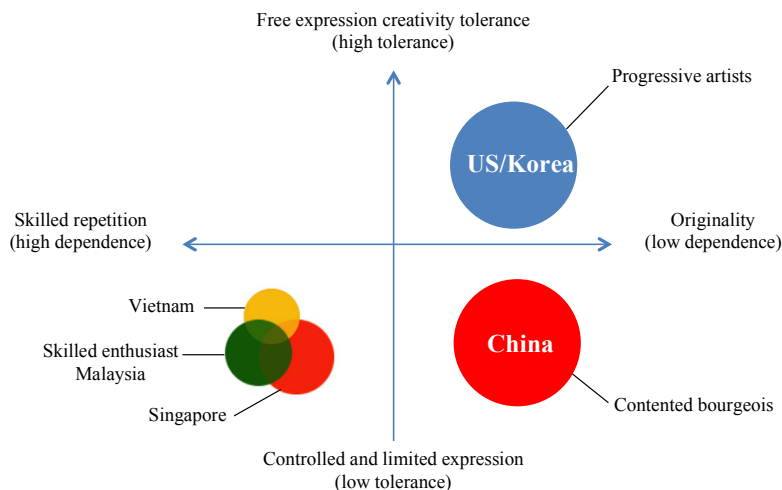 Free expression creativity tolerance
(high tolerance)
Progressive artists
US/Korea
Skilled repetition
(high dependence)
Originality
(low dependence)
Vietnam
Skilled enthusiast
Malaysia
Singapore
China
Contented bourgeois
Controlled and limited expression
(low tolerance)